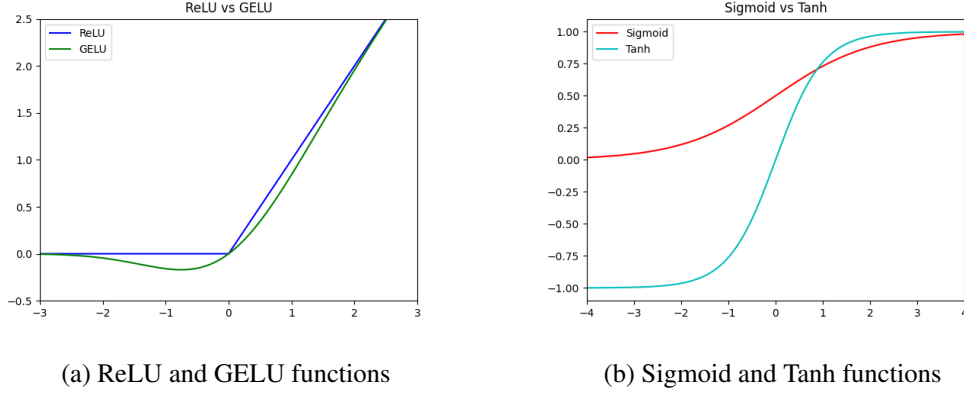 ReLU vs GELU
2.5
2.0
1.5
1.0
0.5
0.0
−0.5
−3 −2 −1 0 1 2 3
ReLU
GELU
(a) ReLU and GELU functions
Sigmoid vs Tanh
1.00
0.75
0.50
0.25
0.00
−0.25
−0.50
−0.75
−1.00
−4 −3 −2 −1 0 1 2 3 4
Sigmoid
Tanh
(b) Sigmoid and Tanh functions